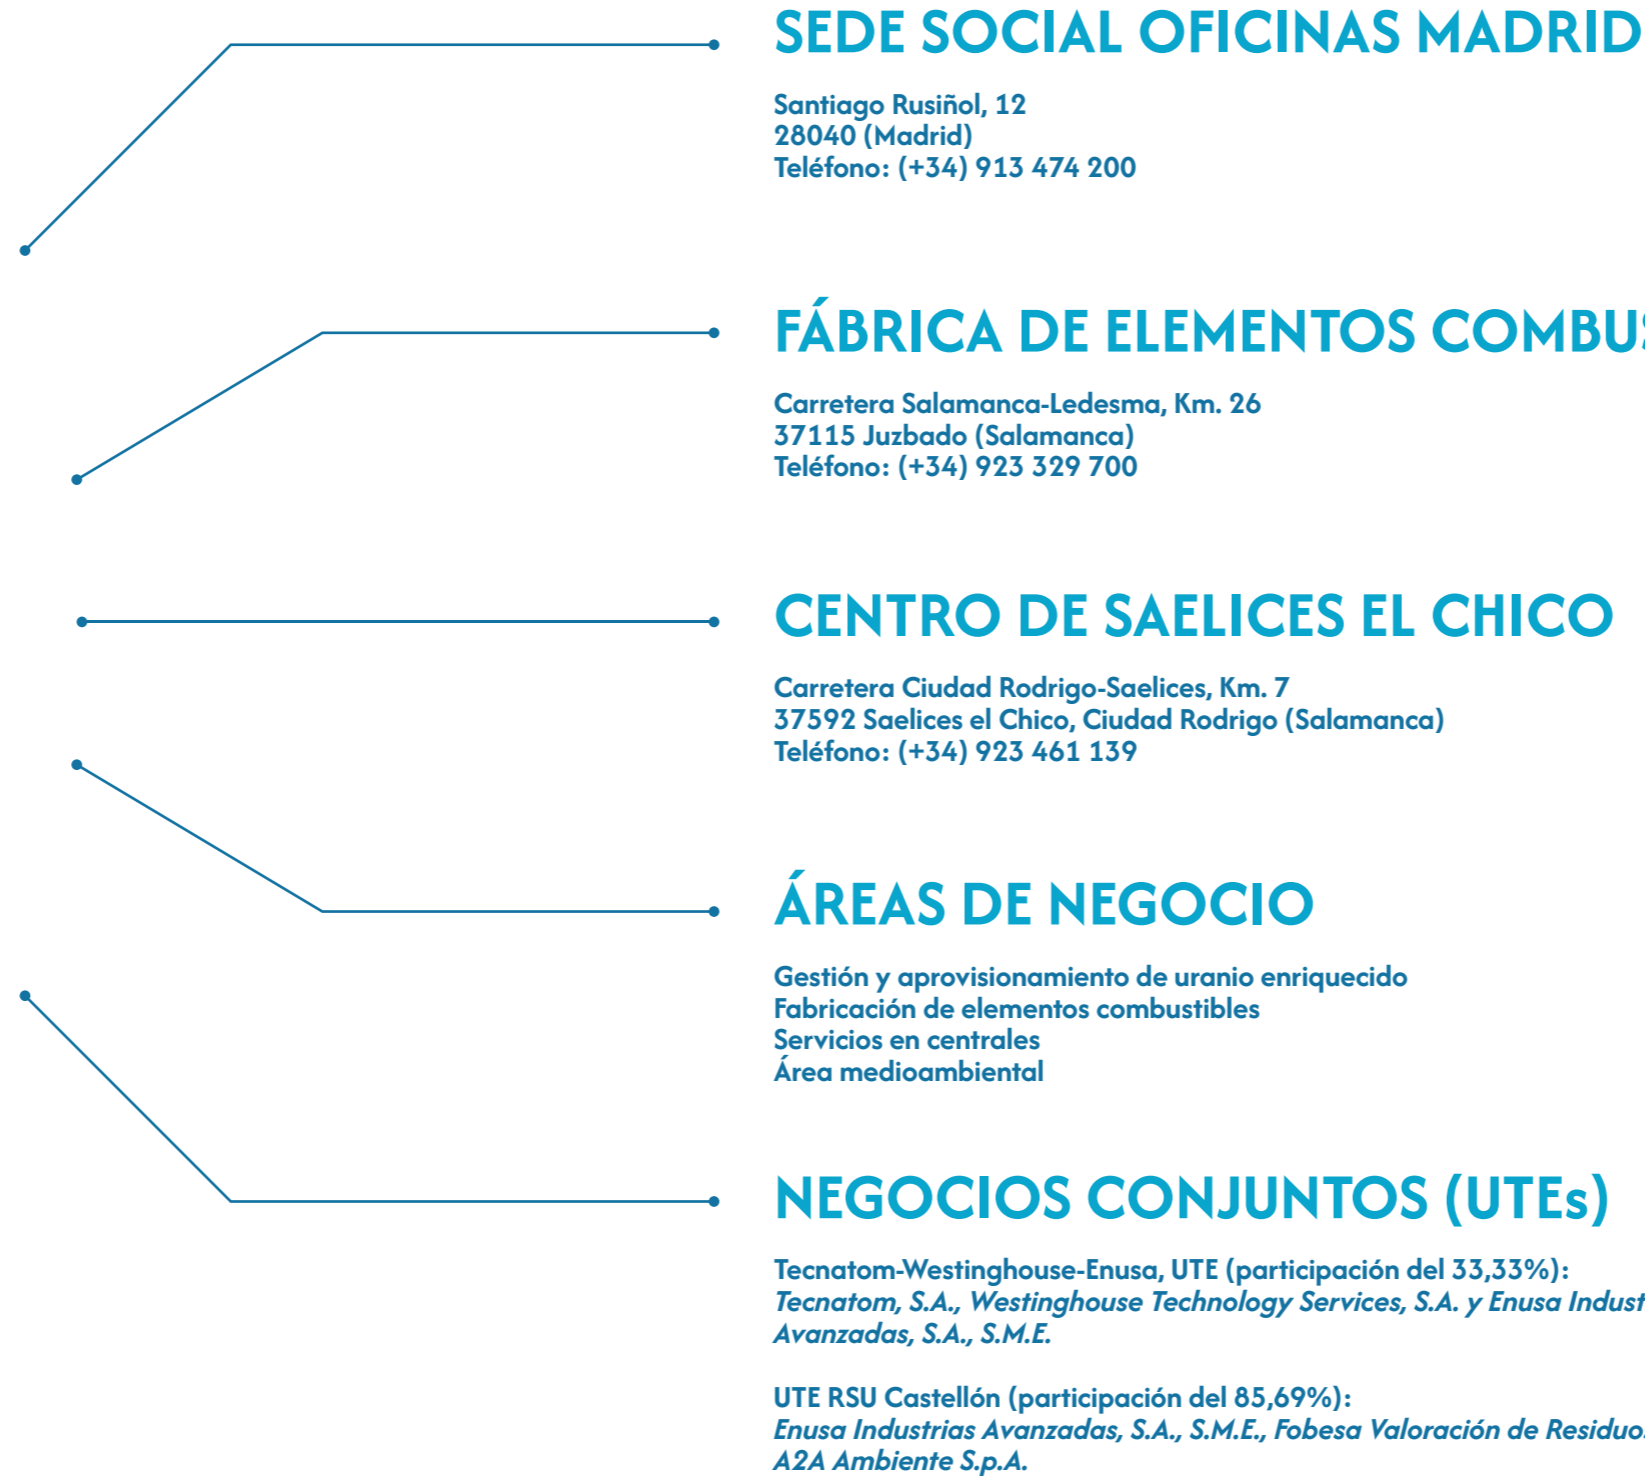 SEDE SOCIAL OFICINAS MADRID
Santiago Rusiñol, 12
28040 (Madrid)
Teléfono: (+34) 913 474 200
FÁBRICA DE ELEMENTOS
Carretera Salamanca-Ledesma, Km. 26
37115 Juzbado (Salamanca)
Teléfono: (+34) 923 329 700
CENTRO DE SAELICES EL CHICO
Carretera Ciudad Rodrigo-Saelices, Km. 7
37592 Saelices el Chico, Ciudad Rodrigo (Salamanca)
Teléfono: (+34) 923 461 139
ÁREAS DE NEGOCIO
Gestión y aprovisionamiento de uranio enriquecido
Fabricación de elementos combustibles
Servicios en centrales
Área medioambiental
NEGOCIOS CONJUNTOS (UTEs)
Tecnatom-Westinghouse-Enusa, UTE (participación del 33,33%):
Tecnatom, S.A., Westinghouse Technology Services, S.A. y Enusa
Avanzadas, S.A., S.M.E.
UTE RSU Castellón (participación del 85,69%):
Enusa Industrias Avanzadas, S.A., S.M.E., Fobesa Valoración de
A2A Ambiente S.p.A.